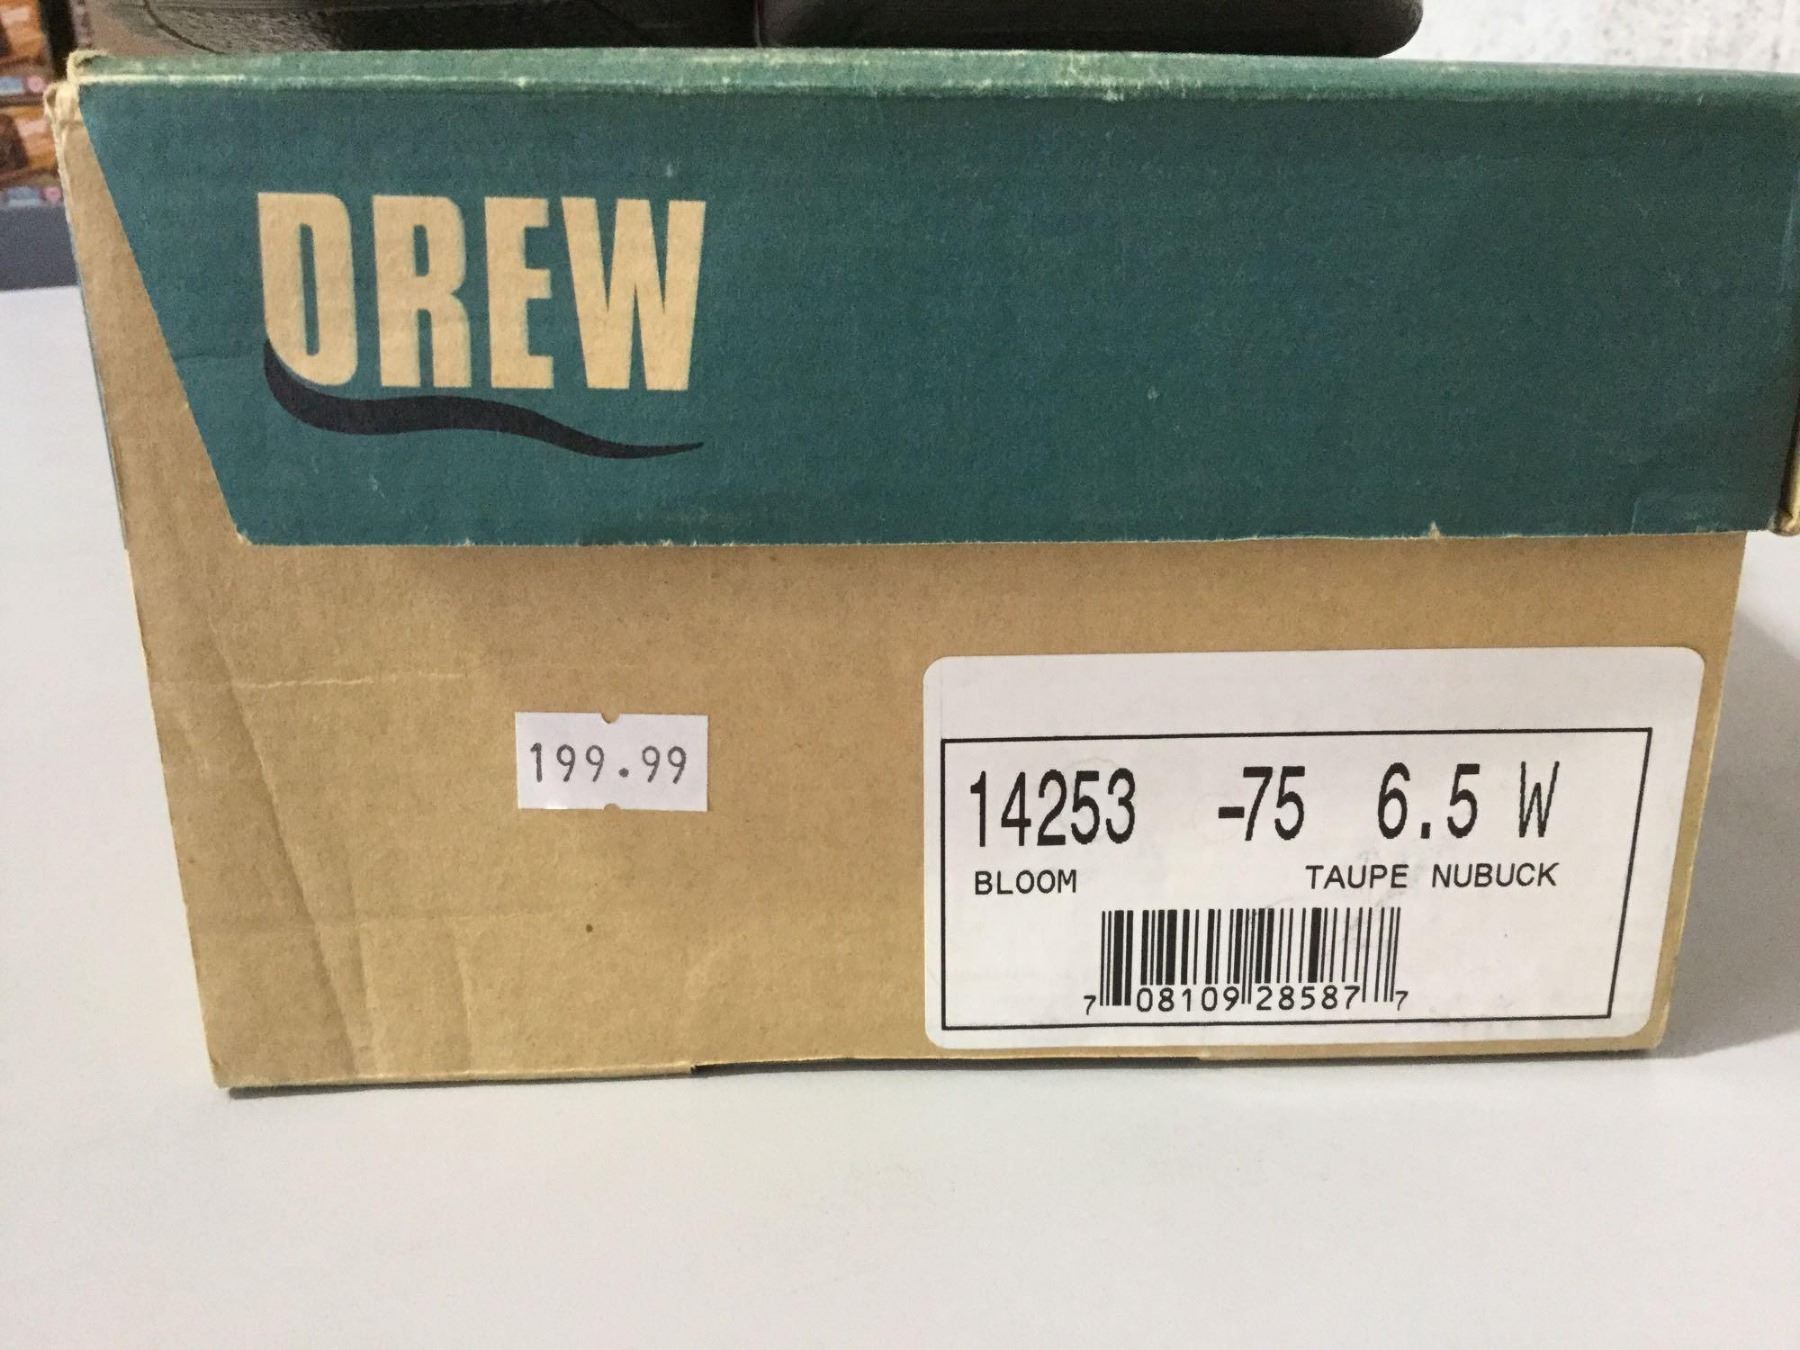 DREW
199.99
14253 -75 6.5 W
BLOOM TAUPE NUBUCK
7 08109 28587 7